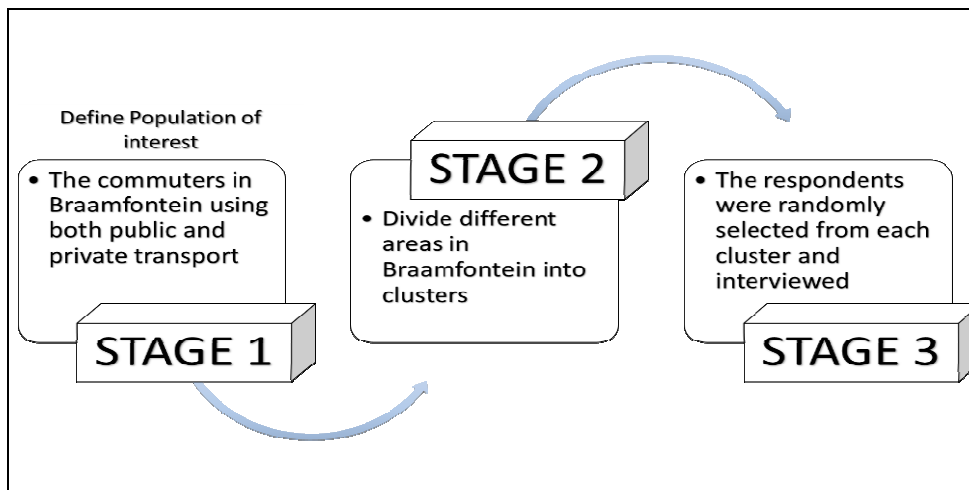 Define Population of
interest
• The commuters in
Braamfontein using
both public and
private transport
STAGE 1
STAGE 2
• Divide different
areas in
Braamfontein into
clusters
• The respondents
were randomly
selected from each
cluster and
interviewed
STAGE 3